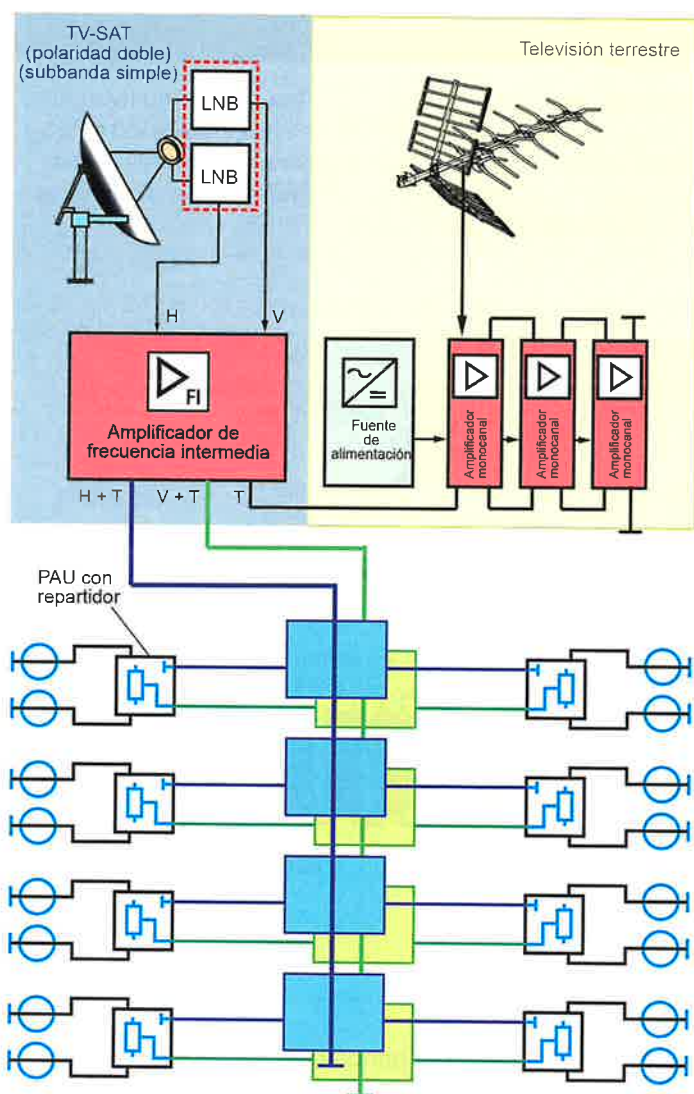 TV-SAT
(polaridad doble)
(subbanda simple)
Televisión terrestre
LNB
LNB
H
V
FI
Amplificador de
frecuencia intermedia
Fuente
de
alimentación
Amplificador
monocanal
Amplificador
monocanal
Amplificador
monocanal
H + T
V + T
T
PAU con
repartidor